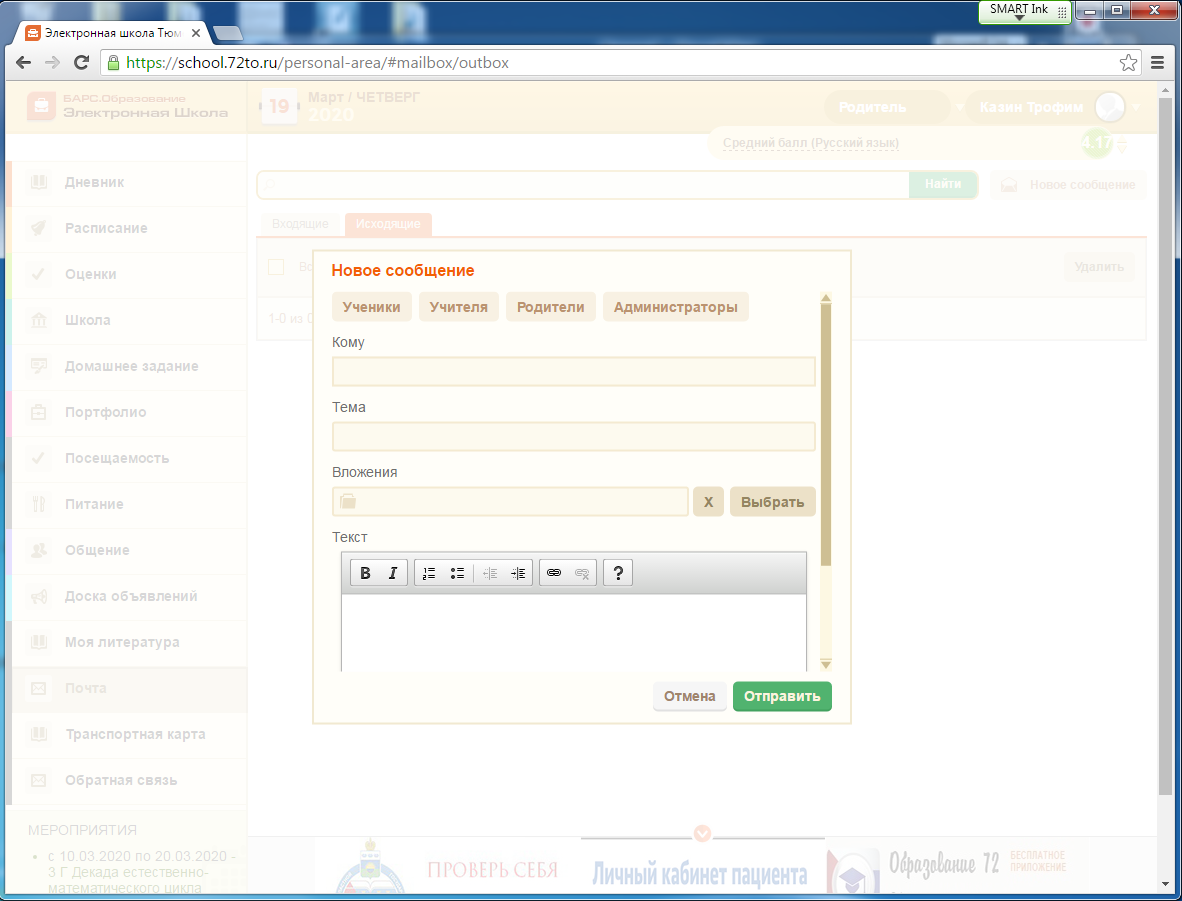 SMART Ink
Электронная школа Тюм
https://school.72to.ru/personal-area/#mailbox/outbox
БАРС.Образование
Электронная Школа
19
Март / ЧЕТВЕРГ
2020
Родитель
Казин Трофим
Средний балл (Русский язык)
4.17
Найти
Новое сообщение
Входящие
Исходящие
Удалить
1-0 из 0
Дневник
Расписание
Оценки
Школа
Домашнее задание
Портфолио
Посещаемость
Питание
Общение
Доска объявлений
Моя литература
Почта
Транспортная карта
Обратная связь
МЕРОПРИЯТИЯ
с 10.03.2020 по 20.03.2020 -
3 Г Декада естественно-
математического цикла
Новое сообщение
Ученики
Учителя
Родители
Администраторы
Кому
Тема
Вложения
X
Выбрать
Текст
B I ?
Отмена
Отправить
ПРОВЕРЬ СЕБЯ
Личный кабинет пациента
Образование 72
БЕСПЛАТНОЕ
ПРИЛОЖЕНИЕ